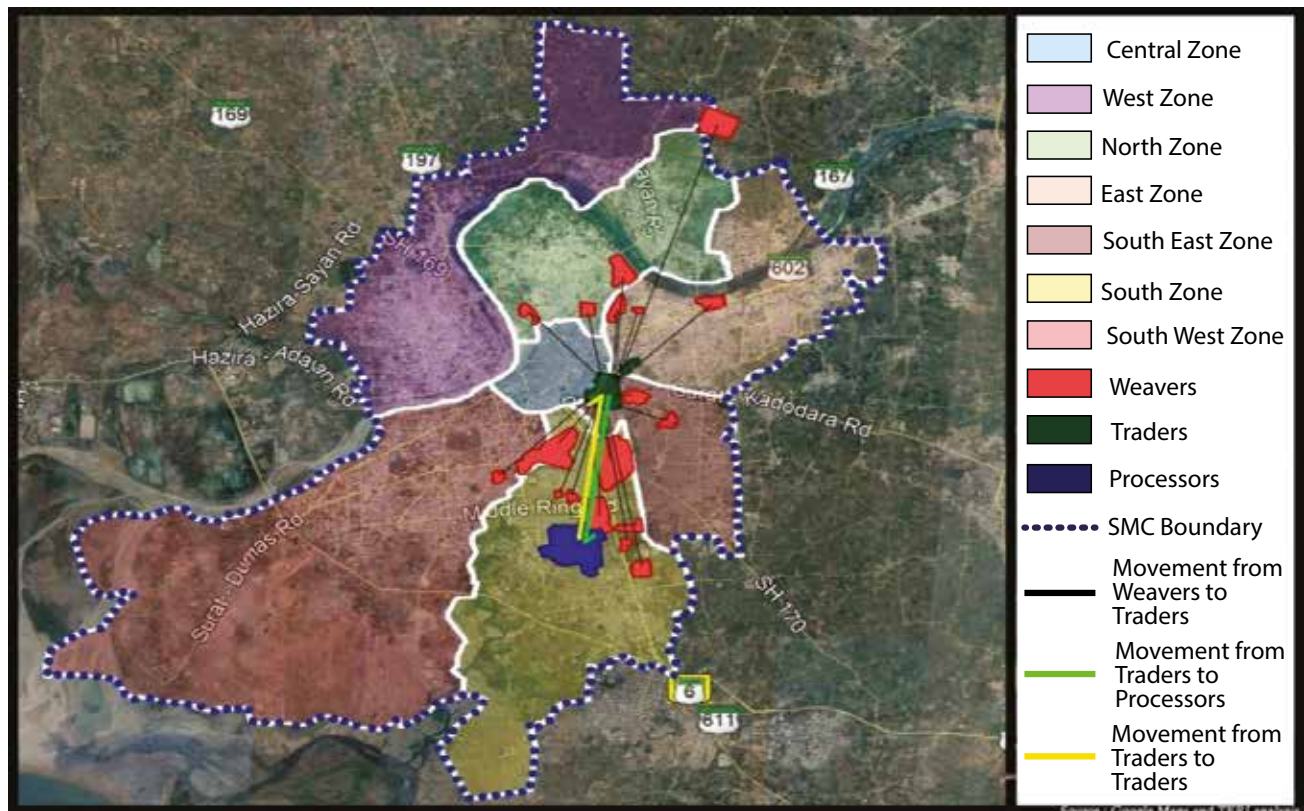 169
197
167
Sayan Rd
SH 169
602
Hazira-Sayan Rd
Hazira - Adajan Rd
Kadodara Rd
Middle Ring
Surat - Dumas Rd
SH 170
6
811
Central Zone
West Zone
North Zone
East Zone
South East Zone
South Zone
South West Zone
Weavers
Traders
Processors
SMC Boundary
Movement from
Weavers to
Traders
Movement from
Traders to
Processors
Movement from
Traders to
Traders